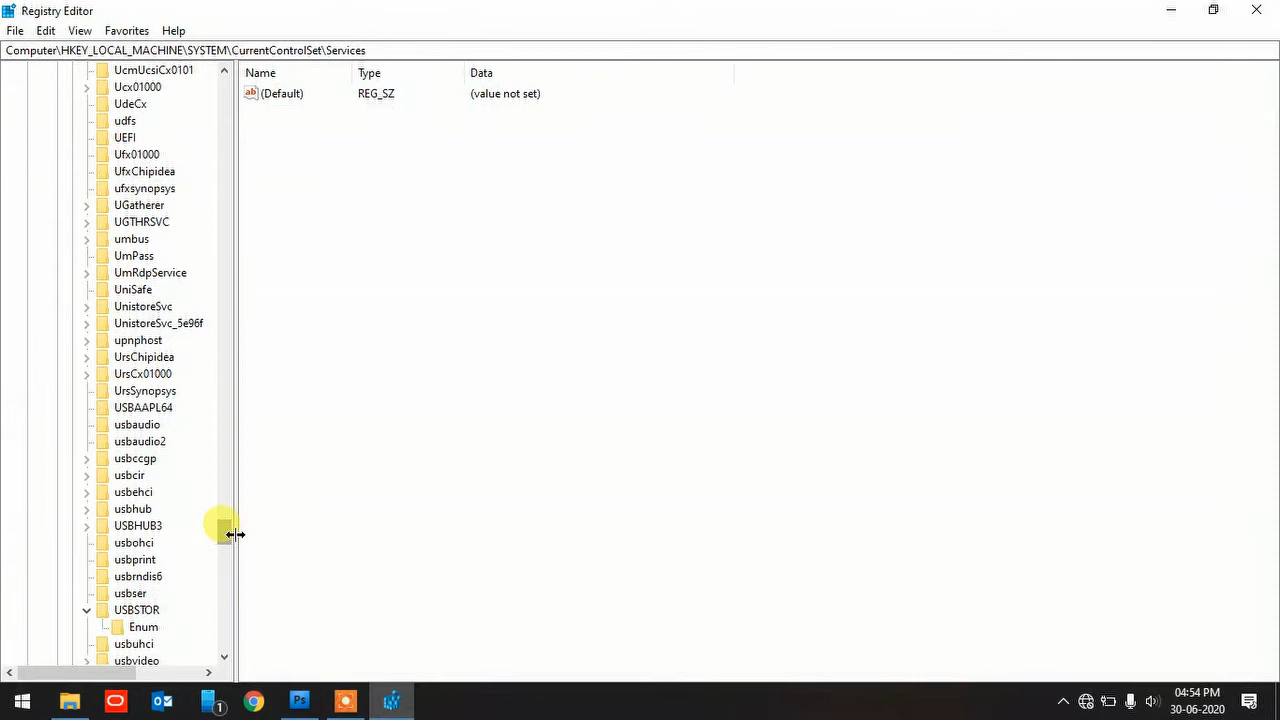 Registry Editor
File Edit View Favorites Help
Computer\HKEY_LOCAL_MACHINE\SYSTEM\CurrentControlSet\Services
Name Type Data
ab (Default) REG_SZ (value not set)
UcmUcsiCx0101
Ucx01000
UdeCx
udfs
UEFI
Ufx01000
UfxChipidea
ufxsynopsys
UGatherer
UGTHRSVC
umbus
UmPass
UmRdpService
UniSafe
UnistoreSvc
UnistoreSvc_5e96f
upnphost
UrsChipidea
UrsCx01000
UrsSynopsys
USBAAPL64
usbaudio
usbaudio2
usbccgp
usbcir
usbehci
usbhub
USBHUB3
usbohci
usbprint
usbrndis6
usbser
USBSTOR
Enum
usbuhci
usbvideo
1
Ps
04:54 PM
30-06-2020